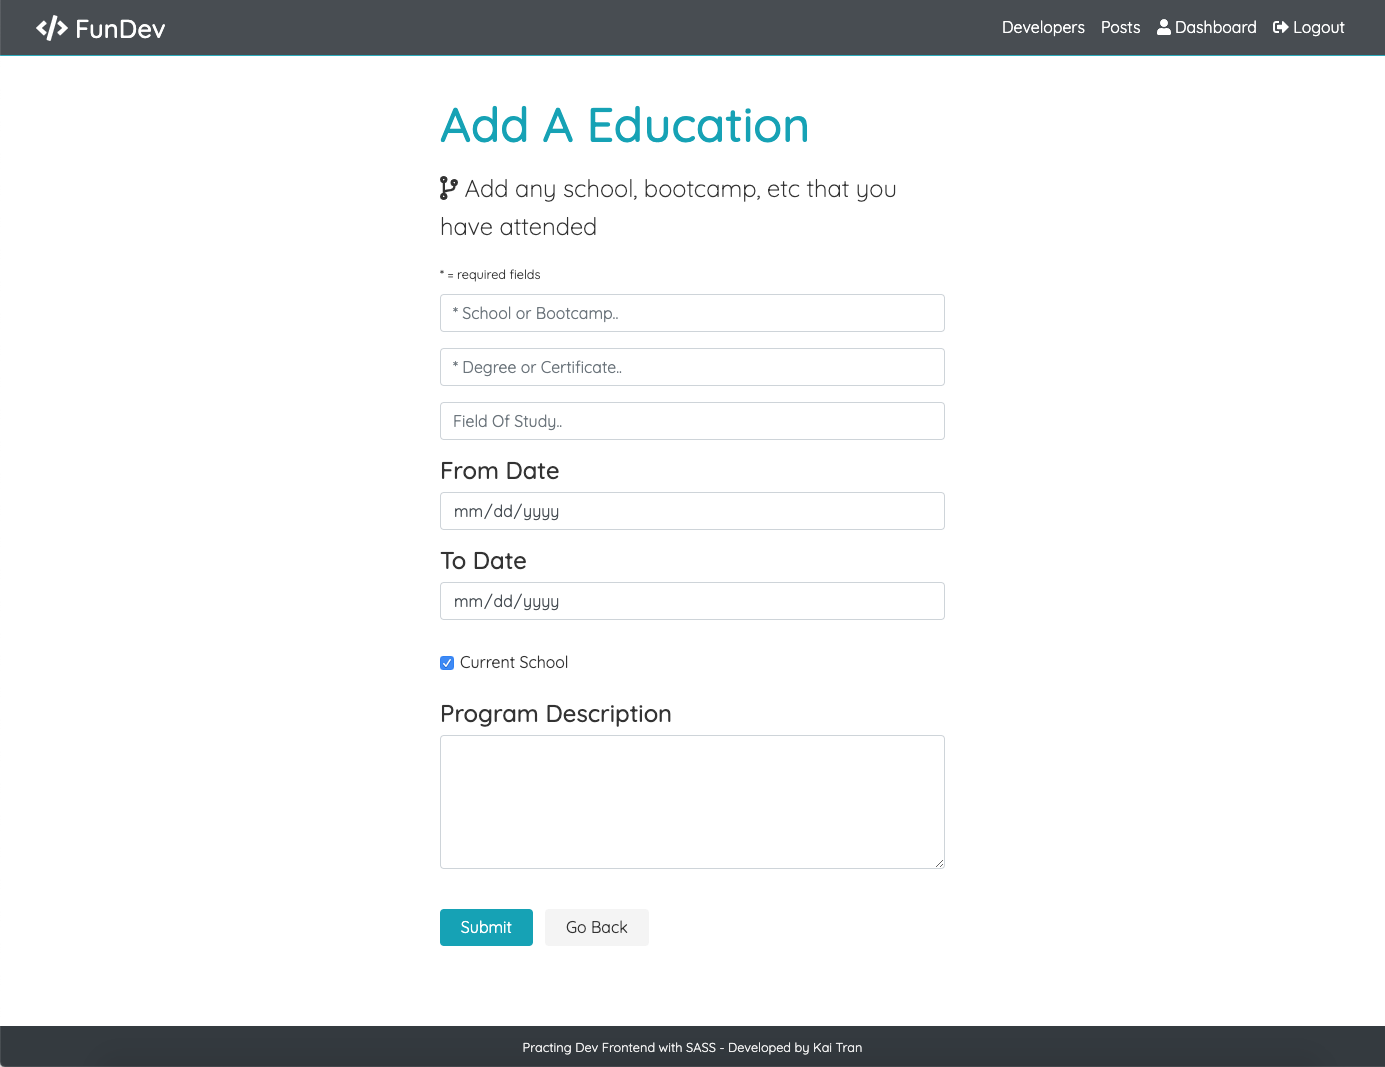 FunDev
Developers Posts Dashboard Logout
Add A Education
Add any school, bootcamp, etc that you
have attended
* = required fields
* School or Bootcamp..
* Degree or Certificate..
Field Of Study..
From Date
mm/dd/yyyy
To Date
mm/dd/yyyy
Current School
Program Description
Submit Go Back
Practing Dev Frontend with SASS - Developed by Kai Tran